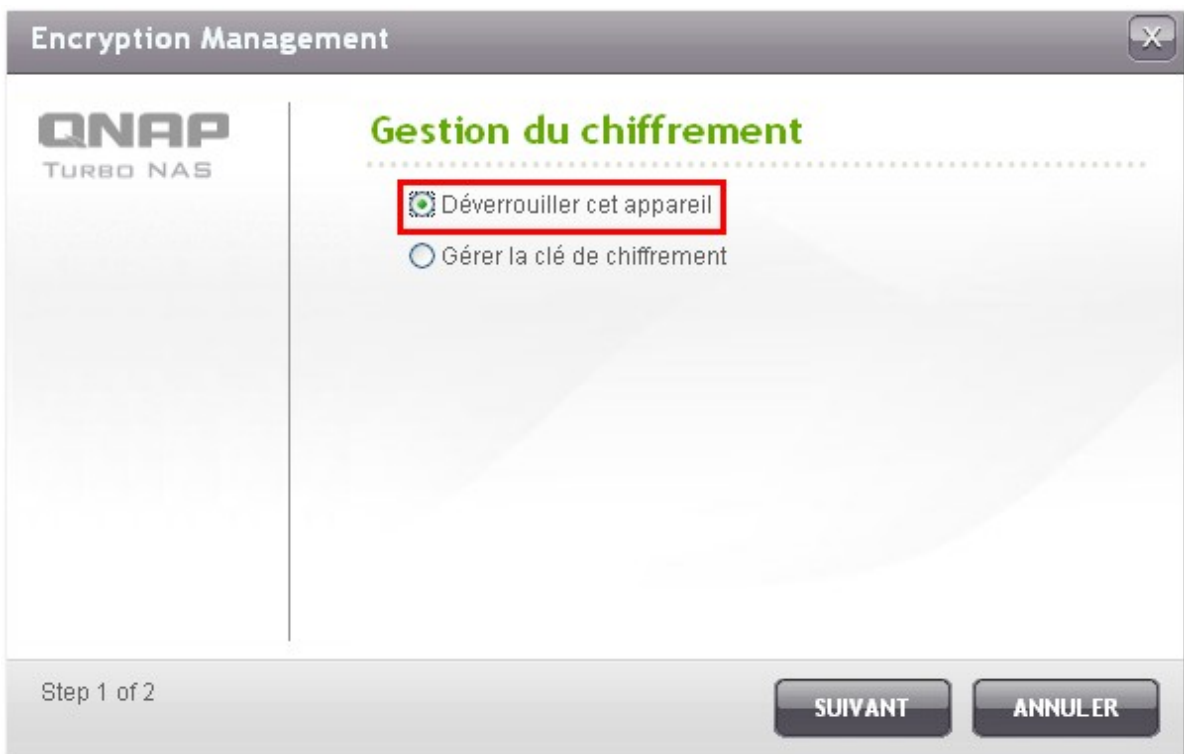 Encryption Management
X
QNAP
TURBO NAS
Gestion du chiffrement
Déverrouiller cet appareil
Gérer la clé de chiffrement
Step 1 of 2
SUIVANT
ANNULER